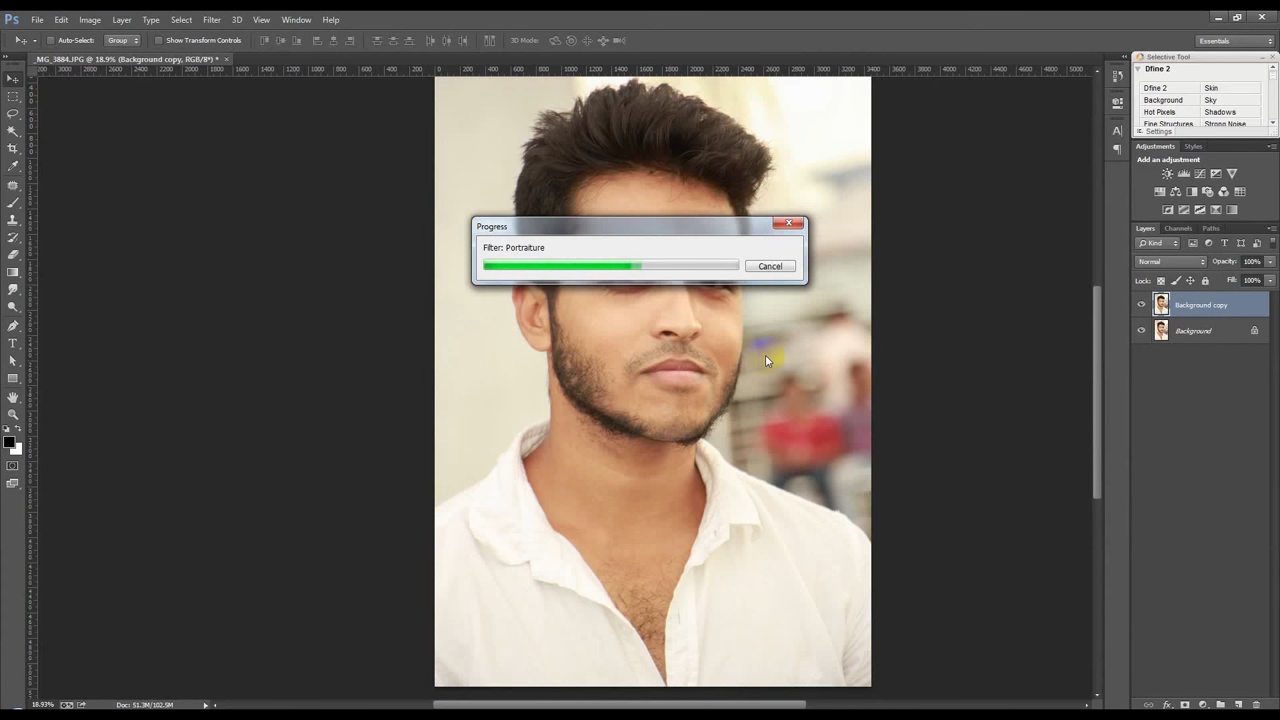 Ps File Edit Image Layer Type Select Filter 3D View Window Help
Auto-Select: Group Show Transform Controls 3D Mode: Essentials
_MG_3884.JPG @ 18.9% (Background copy, RGB/8*) * ×
Selective Tool
Dfine 2
Dfine 2 Skin
Background Sky
Hot Pixels Shadows
Fine Structures Strong Noise
Settings
Adjustments Styles
Add an adjustment
Layers Channels Paths
Kind
Normal Opacity: 100%
Lock: Fill: 100%
Background copy
Background
Progress
Filter: Portraiture
Cancel
18.93% Doc: 51.3M/102.5M